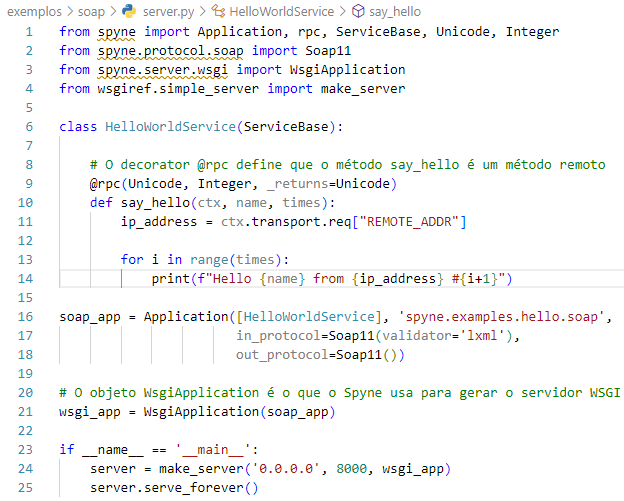 exemplos > soap > server.py > HelloWorldService > say_hello
1 from spyne import Application, rpc, ServiceBase, Unicode, Integer
2 from spyne.protocol.soap import Soap11
3 from spyne.server.wsgi import WsgiApplication
4 from wsgiref.simple_server import make_server
5
6 class HelloWorldService(ServiceBase):
7
8     # O decorator @rpc define que o método say_hello é um método remoto
9     @rpc(Unicode, Integer, _returns=Unicode)
10     def say_hello(ctx, name, times):
11         ip_address = ctx.transport.req["REMOTE_ADDR"]
12
13         for i in range(times):
14             print(f"Hello {name} from {ip_address} #{i+1}")
15
16 soap_app = Application([HelloWorldService], 'spyne.examples.hello.soap',
17                        in_protocol=Soap11(validator='lxml'),
18                        out_protocol=Soap11())
19
20 # O objeto WsgiApplication é o que o Spyne usa para gerar o servidor WSGI
21 wsgi_app = WsgiApplication(soap_app)
22
23 if __name__ == '__main__':
24     server = make_server('0.0.0.0', 8000, wsgi_app)
25     server.serve_forever()